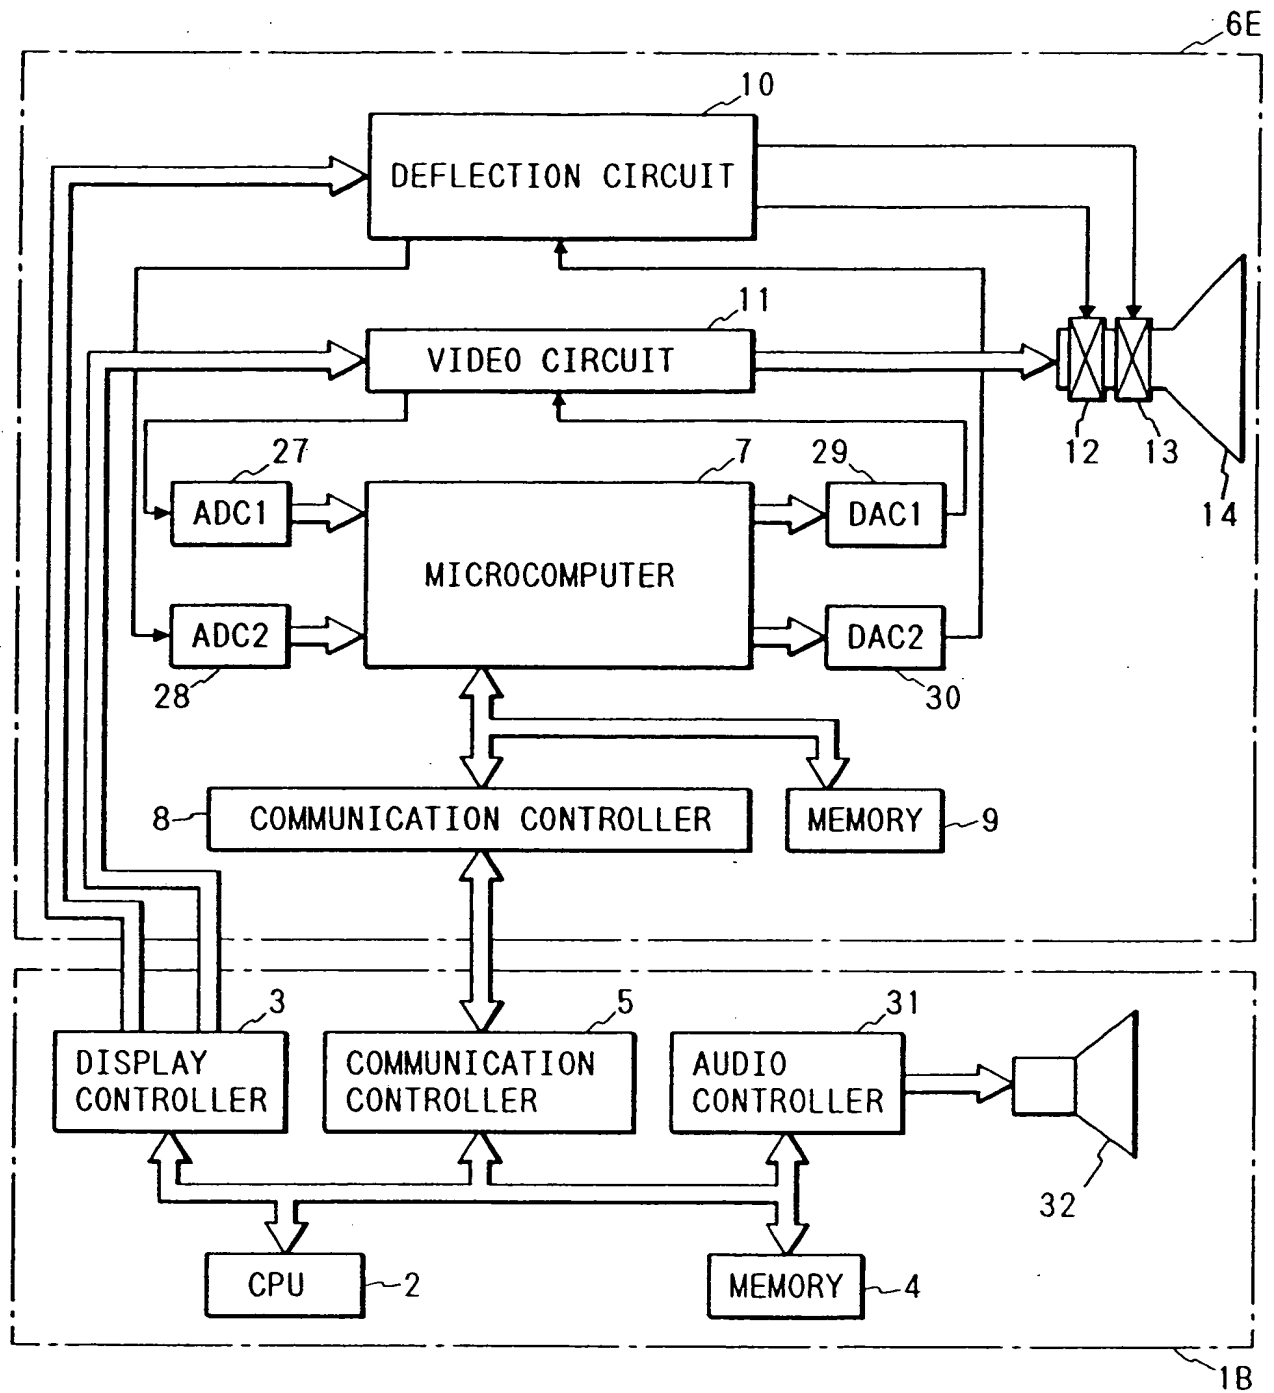 6E
10
DEFLECTION CIRCUIT
11
VIDEO CIRCUIT
12
13
14
27
7
29
ADC1
DAC1
MICROCOMPUTER
ADC2
DAC2
28
30
8
COMMUNICATION CONTROLLER
MEMORY
9
3
5
31
DISPLAY
CONTROLLER
COMMUNICATION
CONTROLLER
AUDIO
CONTROLLER
32
CPU
2
MEMORY
4
1B